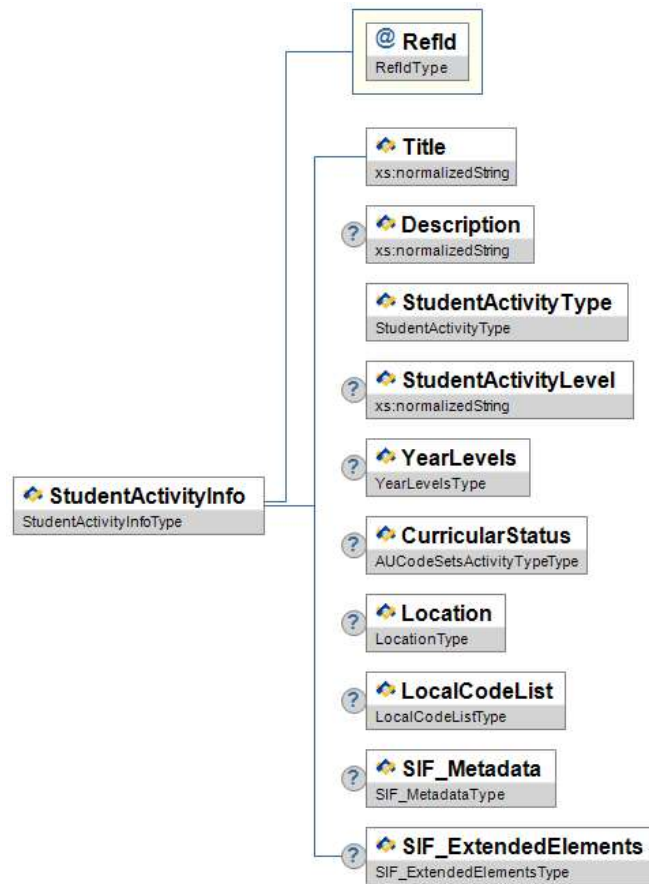 @ RefId
RefIdType
Title
xs:normalizedString
? Description
xs:normalizedString
StudentActivityType
StudentActivityType
? StudentActivityLevel
xs:normalizedString
? YearLevels
YearLevelsType
StudentActivityInfo
StudentActivityInfoType
? CurricularStatus
AUCodeSetsActivityTypeType
? Location
LocationType
? LocalCodeList
LocalCodeListType
? SIF_Metadata
SIF_MetadataType
? SIF_ExtendedElements
SIF_ExtendedElementsType